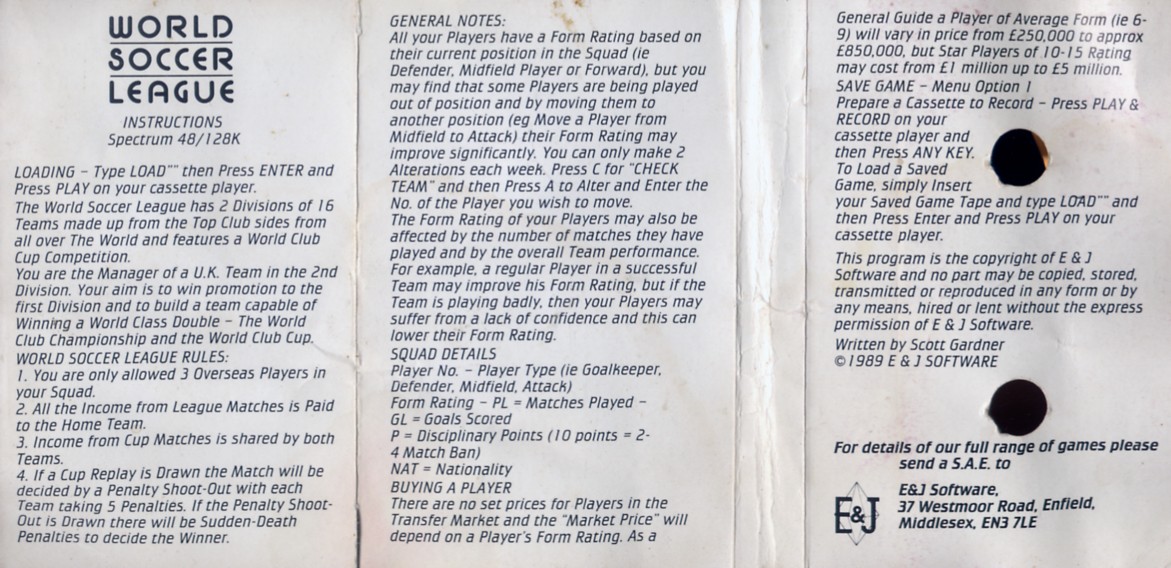 WORLD
SOCCER
LEAGUE
INSTRUCTIONS
Spectrum 48/128K
LOADING – Type LOAD"" then Press ENTER and
Press PLAY on your cassette player.
The World Soccer League has 2 Divisions of 16
Teams made up from the Top Club sides from
all over The World and features a World Club
Cup Competition.
You are the Manager of a U.K. Team in the 2nd
Division. Your aim is to win promotion to the
first Division and to build a team capable of
Winning a World Class Double – The World
Club Championship and the World Club Cup.
WORLD SOCCER LEAGUE RULES:
1. You are only allowed 3 Overseas Players in
your Squad.
2. All the Income from League Matches is Paid
to the Home Team.
3. Income from Cup Matches is shared by both
Teams.
4. If a Cup Replay is Drawn the Match will be
decided by a Penalty Shoot-Out with each
Team taking 5 Penalties. If the Penalty Shoot-
Out is Drawn there will be Sudden-Death
Penalties to decide the Winner.
GENERAL NOTES:
All your Players have a Form Rating based on
their current position in the Squad (ie
Defender, Midfield Player or Forward), but you
may find that some Players are being played
out of position and by moving them to
another position (eg Move a Player from
Midfield to Attack) their Form Rating may
improve significantly. You can only make 2
Alterations each week. Press C for "CHECK
TEAM" and then Press A to Alter and Enter the
No. of the Player you wish to move.
The Form Rating of your Players may also be
affected by the number of matches they have
played and by the overall Team performance.
For example, a regular Player in a successful
Team may improve his Form Rating, but if the
Team is playing badly, then your Players may
suffer from a lack of confidence and this can
lower their Form Rating.
SQUAD DETAILS
Player No. – Player Type (ie Goalkeeper,
Defender, Midfield, Attack)
Form Rating – PL = Matches Played –
GL = Goals Scored
P = Disciplinary Points (10 points = 2-
4 Match Ban)
NAT = Nationality
BUYING A PLAYER
There are no set prices for Players in the
Transfer Market and the "Market Price" will
depend on a Player's Form Rating. As a
General Guide a Player of Average Form (ie 6-
9) will vary in price from £250,000 to approx
£850,000, but Star Players of 10-15 Rating
may cost from £1 million up to £5 million.
SAVE GAME – Menu Option 1
Prepare a Cassette to Record – Press PLAY &
RECORD on your
cassette player and
then Press ANY KEY.
To Load a Saved
Game, simply Insert
your Saved Game Tape and type LOAD"" and
then Press Enter and Press PLAY on your
cassette player.
This program is the copyright of E & J
Software and no part may be copied, stored,
transmitted or reproduced in any form or by
any means, hired or lent without the express
permission of E & J Software.
Written by Scott Gardner
© 1989 E & J SOFTWARE
For details of our full range of games please
send a S.A.E. to
E&J
E&J Software,
37 Westmoor Road, Enfield,
Middlesex, EN3 7LE